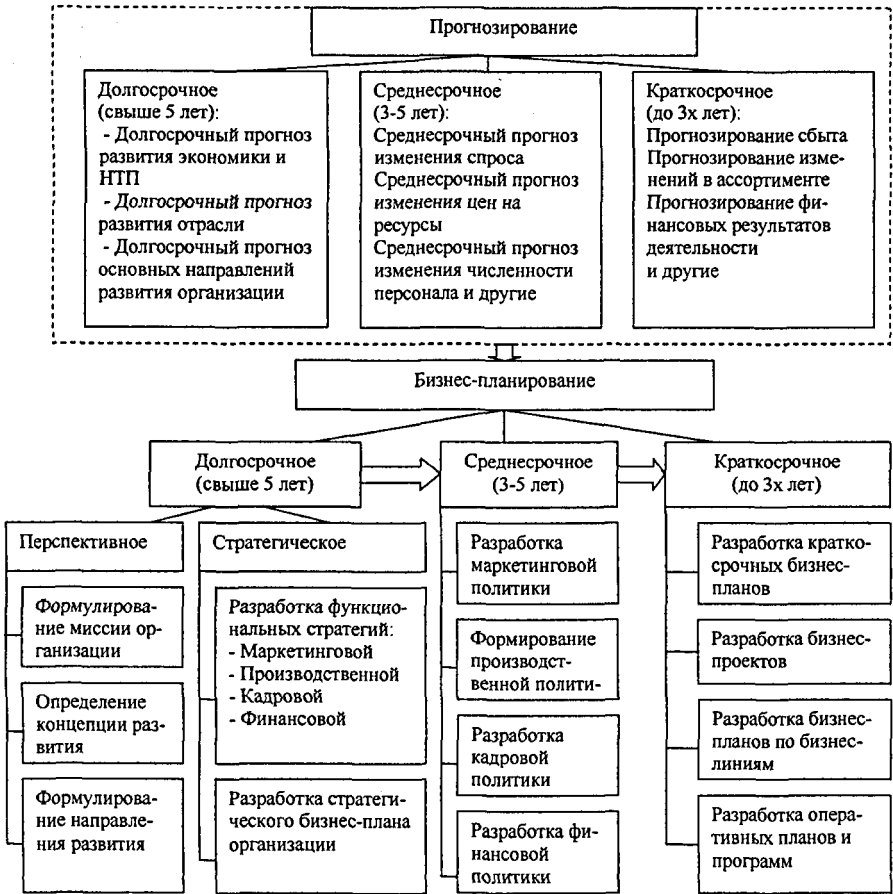 Прогнозирование
Долгосрочное
(свыше 5 лет):
- Долгосрочный прогноз
развития экономики и
НТП
- Долгосрочный прогноз
развития отрасли
- Долгосрочный прогноз
основных направлений
развития организации
Среднесрочное
(3-5 лет):
Среднесрочный прогноз
изменения спроса
Среднесрочный прогноз
изменения цен на
ресурсы
Среднесрочный прогноз
изменения численности
персонала и другие
Краткосрочное
(до 3х лет):
Прогнозирование сбыта
Прогнозирование изме-
нений в ассортименте
Прогнозирование фи-
нансовых результатов
деятельности
и другие
Бизнес-планирование
Долгосрочное
(свыше 5 лет)
Среднесрочное
(3-5 лет)
Краткосрочное
(до 3х лет)
Перспективное
Формулирова-
ние миссии ор-
ганизации
Определение
концепции раз-
вития
Формулирова-
ние направле-
ния развития
Стратегическое
Разработка функцио-
нальных стратегий:
- Маркетинговой
- Производственной
- Кадровой
- Финансовой
Разработка стратеги-
ческого бизнес-плана
организации
Разработка
маркетинговой
политики
Формирование
производст-
венной полити-
Разработка
кадровой
политики
Разработка фи-
нансовой
политики
Разработка кратко-
срочных бизнес-
планов
Разработка бизнес-
проектов
Разработка бизнес-
планов по бизнес-
линиям
Разработка опера-
тивных планов и
программ